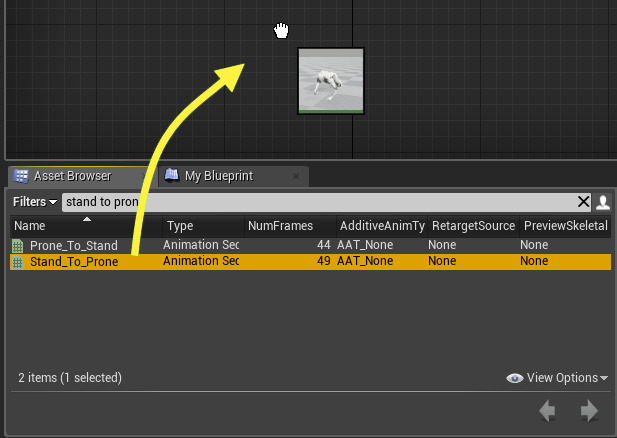 Asset Browser My Blueprint
Filters stand to pron
Name Type NumFrames AdditiveAnimTy RetargetSource PreviewSkeletal
Prone_To_Stand Animation Sec 44 AAT_None None None
Stand_To_Prone Animation Sec 49 AAT_None None None
2 items (1 selected) View Options